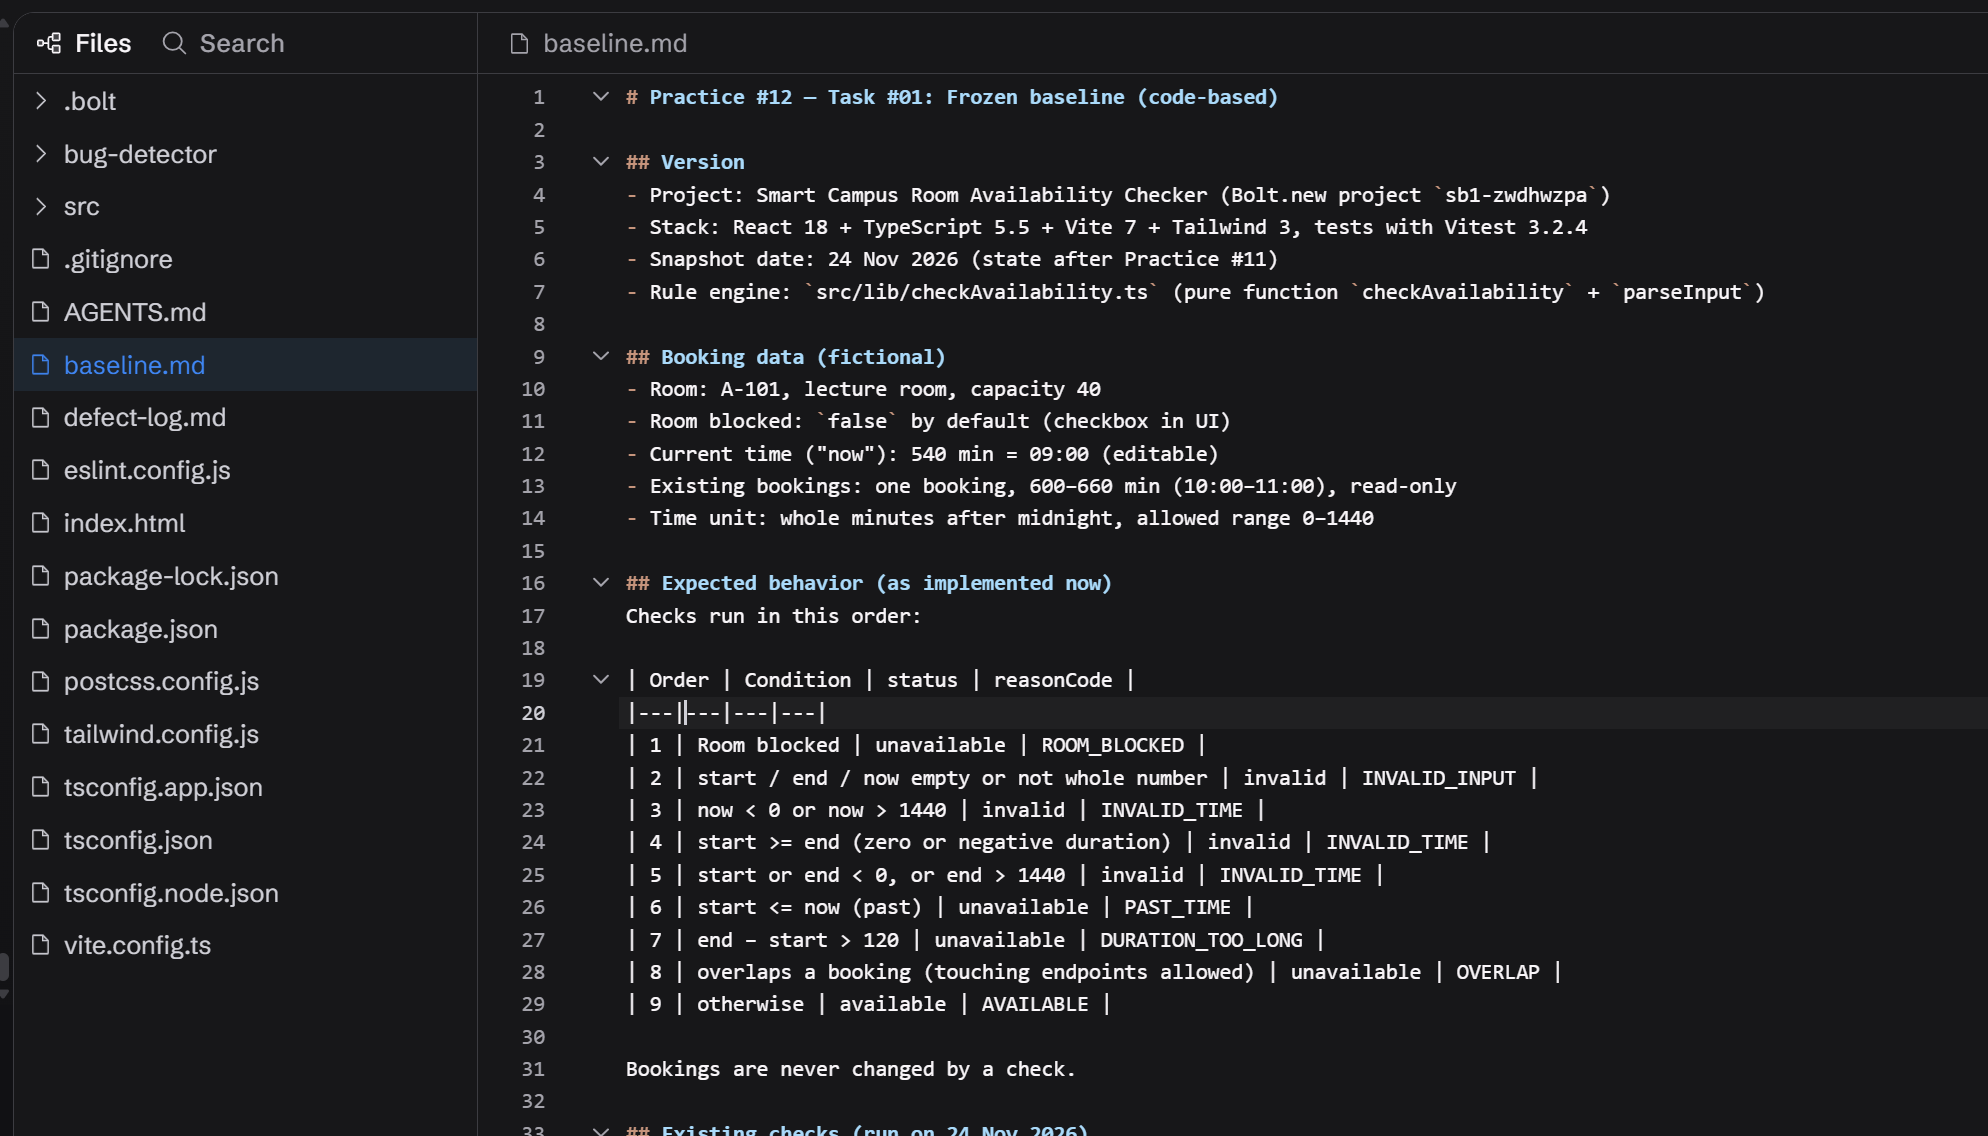 Files
Search
baseline.md
.bolt
bug-detector
src
.gitignore
AGENTS.md
baseline.md
defect-log.md
eslint.config.js
index.html
package-lock.json
package.json
postcss.config.js
tailwind.config.js
tsconfig.app.json
tsconfig.json
tsconfig.node.json
vite.config.ts
1 # Practice #12 — Task #01: Frozen baseline (code-based)
2
3 ## Version
4 - Project: Smart Campus Room Availability Checker (Bolt.new project `sb1-zwdhwzpa`)
5 - Stack: React 18 + TypeScript 5.5 + Vite 7 + Tailwind 3, tests with Vitest 3.2.4
6 - Snapshot date: 24 Nov 2026 (state after Practice #11)
7 - Rule engine: `src/lib/checkAvailability.ts` (pure function `checkAvailability` + `parseInput`)
8
9 ## Booking data (fictional)
10 - Room: A-101, lecture room, capacity 40
11 - Room blocked: `false` by default (checkbox in UI)
12 - Current time ("now"): 540 min = 09:00 (editable)
13 - Existing bookings: one booking, 600–660 min (10:00–11:00), read-only
14 - Time unit: whole minutes after midnight, allowed range 0–1440
15
16 ## Expected behavior (as implemented now)
17 Checks run in this order:
18
19 | Order | Condition | status | reasonCode |
20 |---|---|---|---|
21 | 1 | Room blocked | unavailable | ROOM_BLOCKED |
22 | 2 | start / end / now empty or not whole number | invalid | INVALID_INPUT |
23 | 3 | now < 0 or now > 1440 | invalid | INVALID_TIME |
24 | 4 | start >= end (zero or negative duration) | invalid | INVALID_TIME |
25 | 5 | start or end < 0, or end > 1440 | invalid | INVALID_TIME |
26 | 6 | start <= now (past) | unavailable | PAST_TIME |
27 | 7 | end − start > 120 | unavailable | DURATION_TOO_LONG |
28 | 8 | overlaps a booking (touching endpoints allowed) | unavailable | OVERLAP |
29 | 9 | otherwise | available | AVAILABLE |
30
31 Bookings are never changed by a check.
32
33 ## Existing checks (run on 24 Nov 2026)